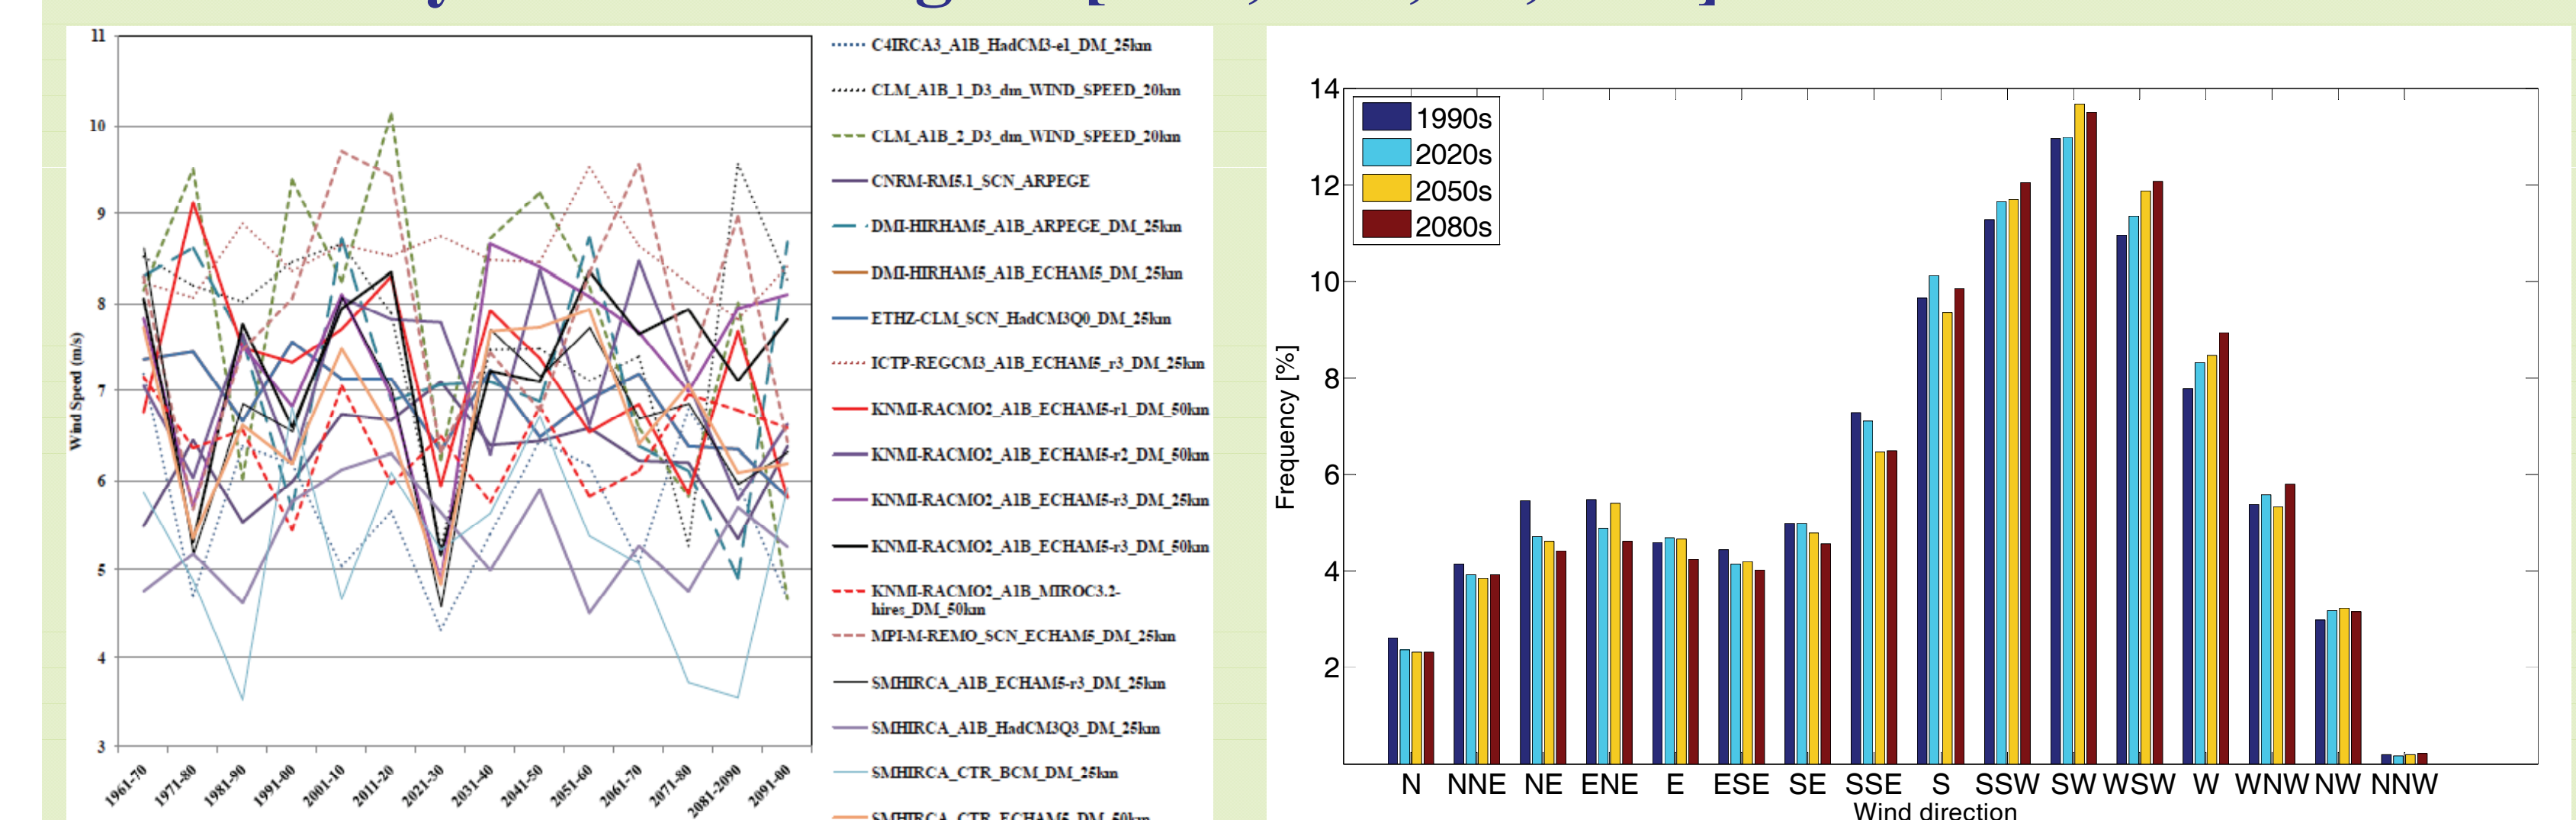 11
10
9
8
7
6
5
4
3
Wind Speed (m/s)
1961-70
1971-80
1981-90
1991-00
2001-10
2011-20
2021-30
2031-40
2041-50
2051-60
2061-70
2071-80
2081-2090
2091-00
C4IRCA3_A1B_HadCM3-e1_DM_25km
CLM_A1B_1_D3_dm_WIND_SPEED_20km
CLM_A1B_2_D3_dm_WIND_SPEED_20km
CNRM-RM5.1_SCN_ARPEGE
DMI-HIRHAM5_A1B_ARPEGE_DM_25km
DMI-HIRHAM5_A1B_ECHAM5_DM_25km
ETHZ-CLM_SCN_HadCM3Q0_DM_25km
ICTP-REGCM3_A1B_ECHAM5_r3_DM_25km
KNMI-RACMO2_A1B_ECHAM5-r1_DM_50km
KNMI-RACMO2_A1B_ECHAM5-r2_DM_50km
KNMI-RACMO2_A1B_ECHAM5-r3_DM_25km
KNMI-RACMO2_A1B_ECHAM5-r3_DM_50km
KNMI-RACMO2_A1B_MIROC3.2-
hires_DM_50km
MPI-M-REMO_SCN_ECHAM5_DM_25km
SMHIRCA_A1B_ECHAM5-r3_DM_25km
SMHIRCA_A1B_HadCM3Q3_DM_25km
SMHIRCA_CTR_BCM_DM_25km
SMHIRCA_CTR_ECHAM5_DM_50km
14
12
10
8
6
4
2
Frequency [%]
1990s
2020s
2050s
2080s
N NNE NE ENE E ESE SE SSE S SSW SW WSW W WNW NW NNW
Wind direction